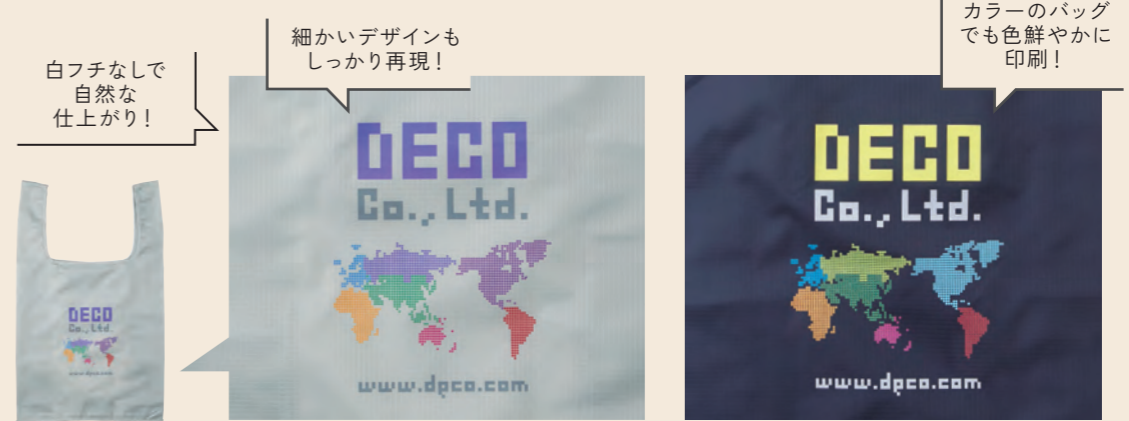 白フチなしで
自然な
仕上がり!
細かいデザインも
しっかり再現!
カラーのバッグ
でも色鮮やかに
印刷!
DECO
Co., Ltd.
www.deco.com
DECO
Co., Ltd.
www.deco.com
DECO
Co., Ltd.
www.deco.com